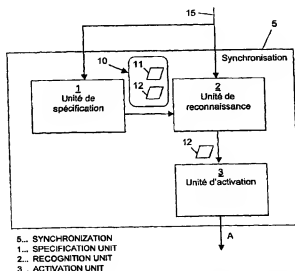 15
5
Synchronisation
10
11
12
1
Unité de
spécification
2
Unité de
reconnaissance
12
3
Unité d'activation
A
5... SYNCHRONIZATION
1... SPECIFICATION UNIT
2... RECOGNITION UNIT
3... ACTIVATION UNIT